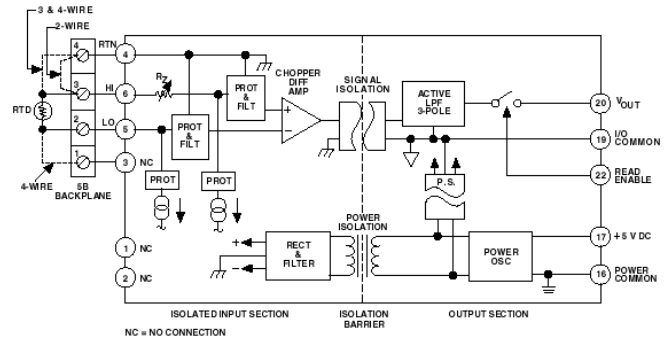 3 & 4-WIRE
2-WIRE
4
RTN
4
3
HI
6
RZ
RTD
2
LO
5
1
NC
3
4-WIRE
5B
BACKPLANE
PROT
& FILT
PROT
&
FILT
PROT
PROT
CHOPPER
DIFF
AMP
+
−
SIGNAL
ISOLATION
ACTIVE
LPF
3-POLE
20
VOUT
19
I/O
COMMON
22
READ
ENABLE
P.S.
1
NC
2
NC
+
−
RECT
&
FILTER
POWER
ISOLATION
POWER
OSC
17
+5 V DC
16
POWER
COMMON
ISOLATED INPUT SECTION
ISOLATION
BARRIER
OUTPUT SECTION
NC = NO CONNECTION